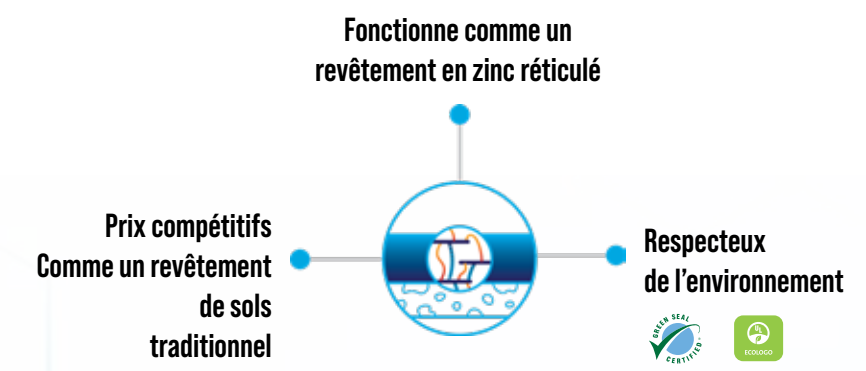 Fonctionne comme un
revêtement en zinc réticulé
Prix compétitifs
Comme un revêtement
de sols
traditionnel
Respecteux
de l'environnement
GREEN SEAL
CERTIFIED
UL
ECOLOGO